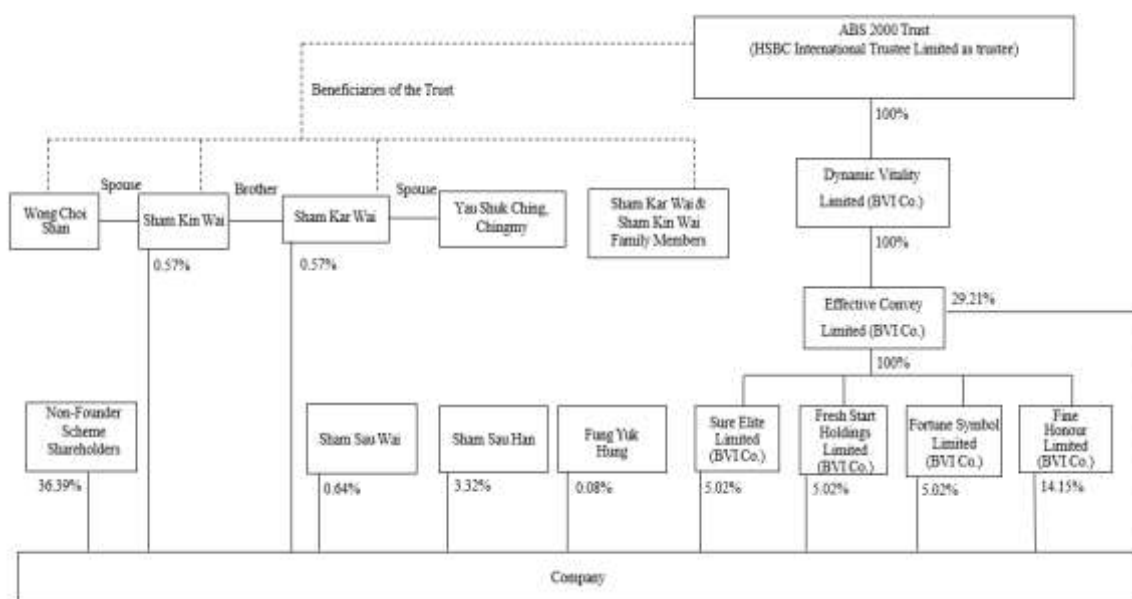 ABS 2000 Trust
(HSBC International Trustee Limited as trustee)
Beneficiaries of the Trust
100%
Spouse
Brother
Spouse
Wong Choi
Shan
Sham Kin Wai
Sham Kar Wai
Yau Shuk Ching,
Chingmy
Sham Kar Wai &
Sham Kin Wai
Family Members
Dynamic Vitality
Limited (BVI Co.)
0.57%
0.57%
100%
Effective Convey
Limited (BVI Co.)
29.21%
100%
Non-Founder
Scheme
Shareholders
Sham Sau Wai
Sham Sau Han
Fung Yuk
Hung
Sure Elite
Limited
(BVI Co.)
Fresh Start
Holdings
Limited
(BVI Co.)
Fortune Symbol
Limited
(BVI Co.)
Fine
Honour
Limited
(BVI Co.)
36.39%
0.64%
3.32%
0.08%
5.02%
5.02%
5.02%
14.15%
Company